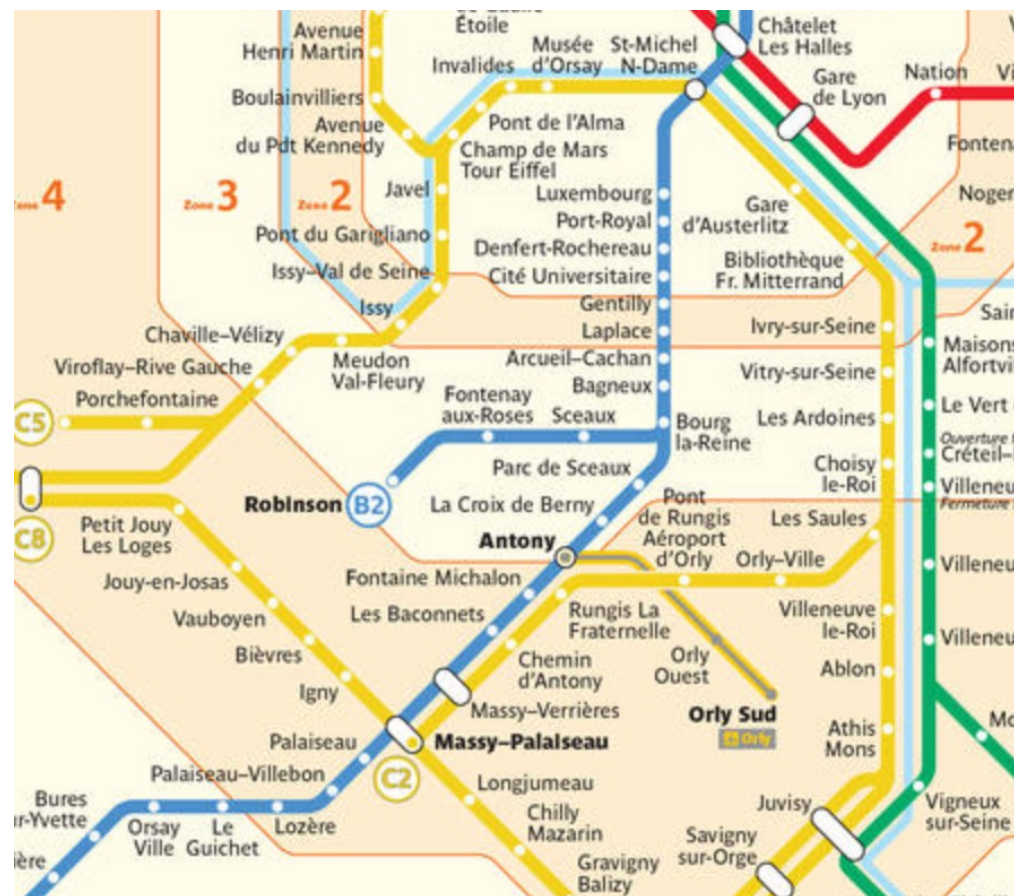 Étoile
Châtelet
Les Halles
Avenue
Henri Martin
Musée
d'Orsay
St-Michel
N-Dame
Invalides
Gare
de Lyon
Nation
Boulainvilliers
Avenue
du Pdt Kennedy
Pont de l'Alma
Champ de Mars
Tour Eiffel
Zone 4
Zone 3
Zone 2
Javel
Luxembourg
Port-Royal
Gare
d'Austerlitz
Zone 2
Pont du Garigliano
Denfert-Rochereau
Issy–Val de Seine
Cité Universitaire
Bibliothèque
Fr. Mitterrand
Issy
Gentilly
Laplace
Ivry-sur-Seine
Chaville–Vélizy
Viroflay–Rive Gauche
Meudon
Val-Fleury
Arcueil–Cachan
Bagneux
Vitry-sur-Seine
Maisons
Alfortvi
Porchefontaine
Fontenay
aux-Roses
Sceaux
Bourg
la-Reine
Les Ardoines
Le Vert
C5
Parc de Sceaux
Choisy
le-Roi
Créteil–
Robinson B2
La Croix de Berny
Pont
de Rungis
Aéroport
d'Orly
Les Saules
Villeneu
C8
Petit Jouy
Les Loges
Antony
Orly–Ville
Jouy-en-Josas
Fontaine Michalon
Villeneu
Vauboyen
Les Baconnets
Rungis La
Fraternelle
Villeneuve
le-Roi
Villeneu
Bièvres
Chemin
d'Antony
Orly
Ouest
Ablon
Igny
Massy–Verrières
Orly Sud
Orly
Athis
Mons
Palaiseau
Massy–Palaiseau
C2
Palaiseau–Villebon
Longjumeau
Bures
ur-Yvette
Orsay
Ville
Le
Guichet
Lozère
Chilly
Mazarin
Juvisy
Vigneux
sur-Seine
Savigny
sur-Orge
Gravigny
Balizy